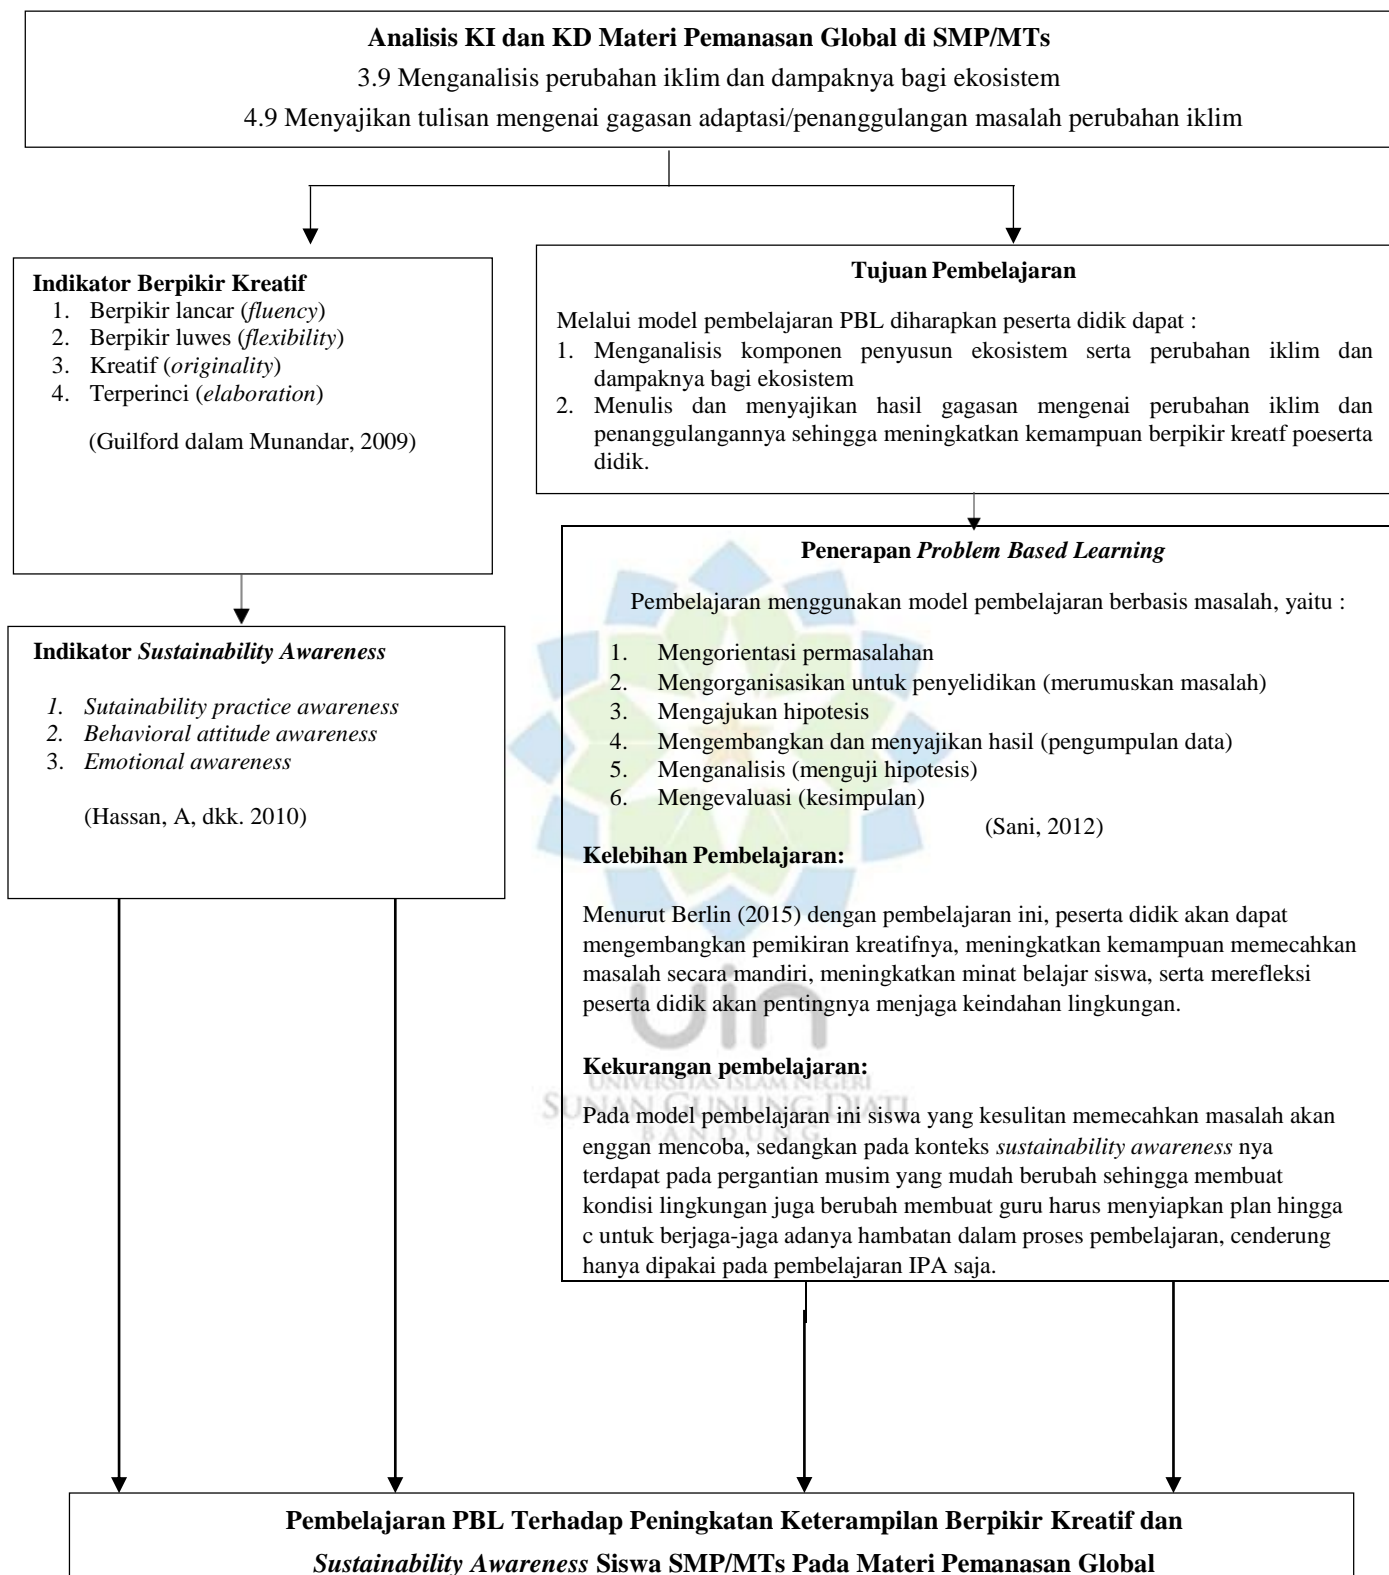 Analisis KI dan KD Materi Pemanasan Global di SMP/MTs
3.9 Menganalisis perubahan iklim dan dampaknya bagi ekosistem
4.9 Menyajikan tulisan mengenai gagasan adaptasi/penanggulangan masalah perubahan iklim
Indikator Berpikir Kreatif
1. Berpikir lancar (fluency)
2. Berpikir luwes (flexibility)
3. Kreatif (originality)
4. Terperinci (elaboration)
(Guilford dalam Munandar, 2009)
Tujuan Pembelajaran
Melalui model pembelajaran PBL diharapkan peserta didik dapat :
1. Menganalisis komponen penyusun ekosistem serta perubahan iklim dan
dampaknya bagi ekosistem
2. Menulis dan menyajikan hasil gagasan mengenai perubahan iklim dan
penanggulangannya sehingga meningkatkan kemampuan berpikir kreatf poeserta
didik.
Indikator Sustainability Awareness
1. Sutainability practice awareness
2. Behavioral attitude awareness
3. Emotional awareness
(Hassan, A, dkk. 2010)
Penerapan Problem Based Learning
Pembelajaran menggunakan model pembelajaran berbasis masalah, yaitu :
1. Mengorientasi permasalahan
2. Mengorganisasikan untuk penyelidikan (merumuskan masalah)
3. Mengajukan hipotesis
4. Mengembangkan dan menyajikan hasil (pengumpulan data)
5. Menganalisis (menguji hipotesis)
6. Mengevaluasi (kesimpulan)
(Sani, 2012)
Kelebihan Pembelajaran:
Menurut Berlin (2015) dengan pembelajaran ini, peserta didik akan dapat
mengembangkan pemikiran kreatifnya, meningkatkan kemampuan memecahkan
masalah secara mandiri, meningkatkan minat belajar siswa, serta merefleksi
peserta didik akan pentingnya menjaga keindahan lingkungan.
uin
Kekurangan pembelajaran:
UNIVERSITAS ISLAM NEGERI
SUNAN GUNUNG DJATI
BANDUNG
Pada model pembelajaran ini siswa yang kesulitan memecahkan masalah akan
enggan mencoba, sedangkan pada konteks sustainability awareness nya
terdapat pada pergantian musim yang mudah berubah sehingga membuat
kondisi lingkungan juga berubah membuat guru harus menyiapkan plan hingga
c untuk berjaga-jaga adanya hambatan dalam proses pembelajaran, cenderung
hanya dipakai pada pembelajaran IPA saja.
Pembelajaran PBL Terhadap Peningkatan Keterampilan Berpikir Kreatif dan
Sustainability Awareness Siswa SMP/MTs Pada Materi Pemanasan Global